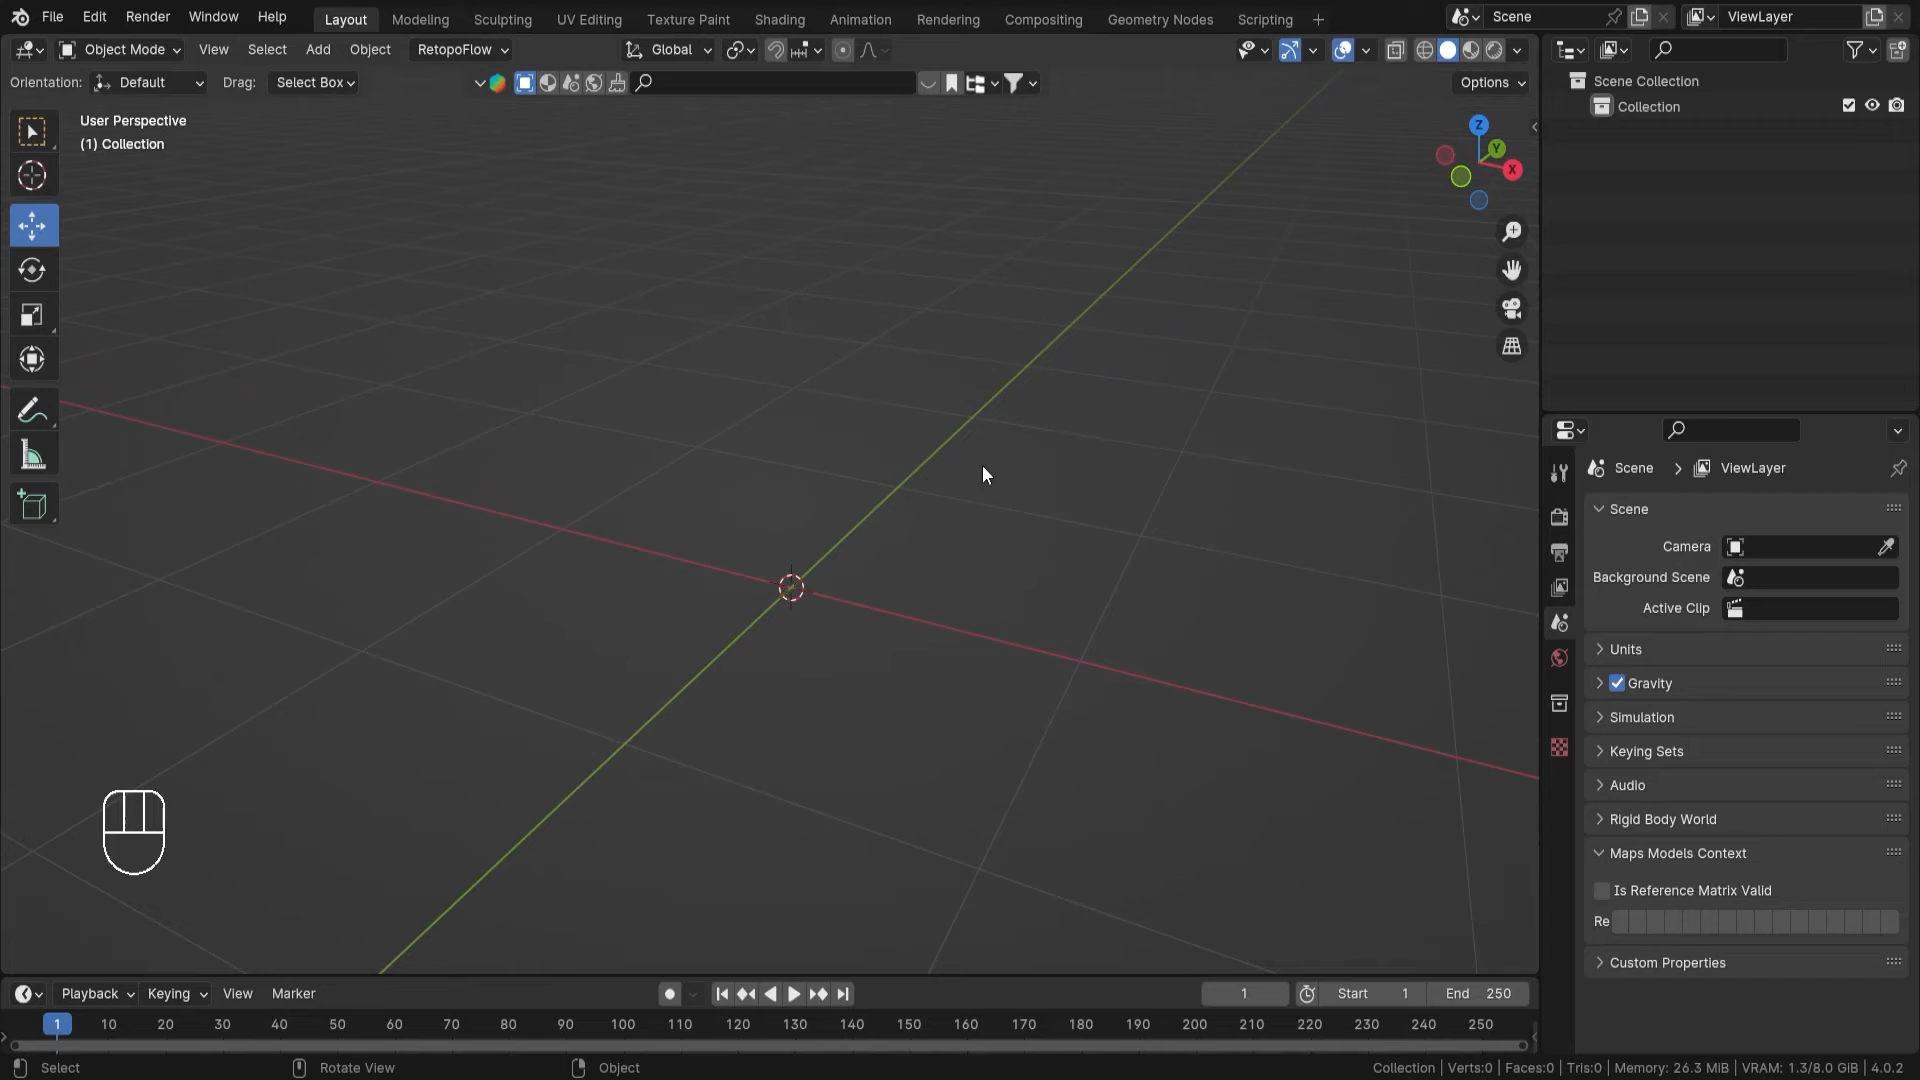 File Edit Render Window Help Layout Modeling Sculpting UV Editing Texture Paint Shading Animation Rendering Compositing Geometry Nodes Scripting + Scene ViewLayer
Object Mode View Select Add Object RetopoFlow Global
Orientation: Default Drag: Select Box Options
User Perspective
(1) Collection
Z
Y
X
Scene Collection
Collection
Scene ViewLayer
Scene
Camera
Background Scene
Active Clip
Units
Gravity
Simulation
Keying Sets
Audio
Rigid Body World
Maps Models Context
Is Reference Matrix Valid
Re
Custom Properties
Playback Keying View Marker 1 Start 1 End 250
1 10 20 30 40 50 60 70 80 90 100 110 120 130 140 150 160 170 180 190 200 210 220 230 240 250
Select Rotate View Object Collection | Verts:0 | Faces:0 | Tris:0 | Memory: 26.3 MiB | VRAM: 1.3/8.0 GiB | 4.0.2